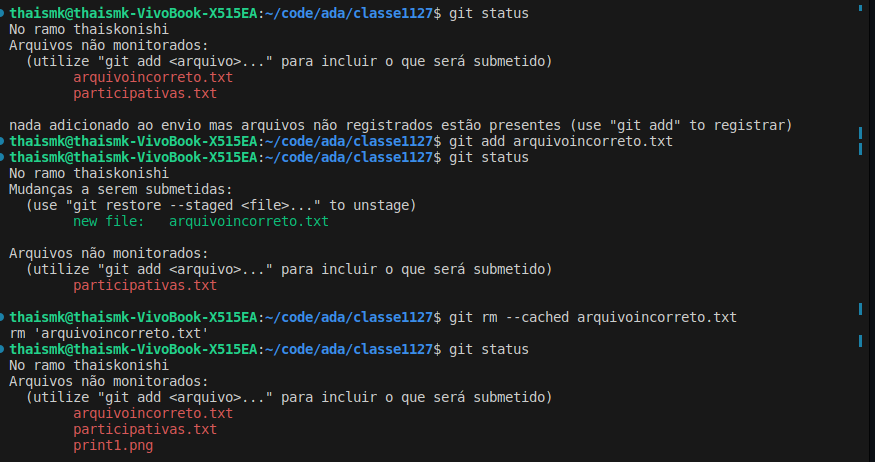 thaismk@thaismk-VivoBook-X515EA:~/code/ada/classe1127$ git status
No ramo thaiskonishi
Arquivos não monitorados:
  (utilize "git add <arquivo>..." para incluir o que será submetido)
        arquivoincorreto.txt
        participativas.txt

nada adicionado ao envio mas arquivos não registrados estão presentes (use "git add" to registrar)
thaismk@thaismk-VivoBook-X515EA:~/code/ada/classe1127$ git add arquivoincorreto.txt
thaismk@thaismk-VivoBook-X515EA:~/code/ada/classe1127$ git status
No ramo thaiskonishi
Mudanças a serem submetidas:
  (use "git restore --staged <file>..." to unstage)
        new file:   arquivoincorreto.txt

Arquivos não monitorados:
  (utilize "git add <arquivo>..." para incluir o que será submetido)
        participativas.txt

thaismk@thaismk-VivoBook-X515EA:~/code/ada/classe1127$ git rm --cached arquivoincorreto.txt
rm 'arquivoincorreto.txt'
thaismk@thaismk-VivoBook-X515EA:~/code/ada/classe1127$ git status
No ramo thaiskonishi
Arquivos não monitorados:
  (utilize "git add <arquivo>..." para incluir o que será submetido)
        arquivoincorreto.txt
        participativas.txt
        print1.png